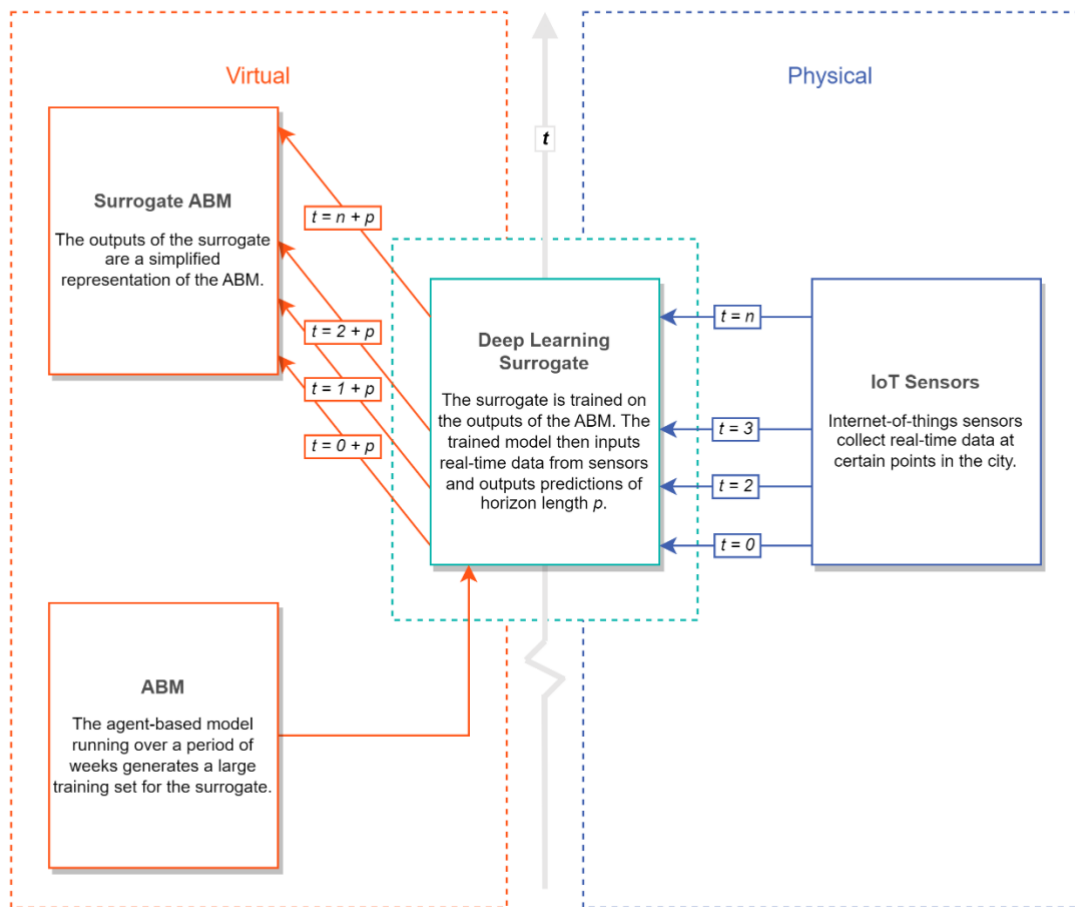 Virtual
Physical
t
Surrogate ABM
The outputs of the surrogate
are a simplified
representation of the ABM.
t = n + p
t = 2 + p
t = 1 + p
t = 0 + p
Deep Learning
Surrogate
The surrogate is trained on
the outputs of the ABM. The
trained model then inputs
real-time data from sensors
and outputs predictions of
horizon length p.
t = n
t = 3
t = 2
t = 0
IoT Sensors
Internet-of-things sensors
collect real-time data at
certain points in the city.
ABM
The agent-based model
running over a period of
weeks generates a large
training set for the surrogate.